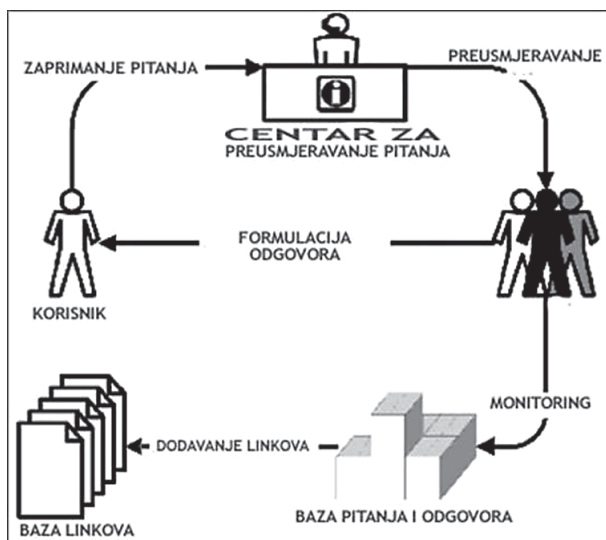 ZAPRIMANJE PITANJA
PREUSMJERAVANJE
i
CENTAR ZA
PREUSMJERAVANJE PITANJA
FORMULACIJA
ODGOVORA
KORISNIK
MONITORING
DODAVANJE LINKOVA
BAZA LINKOVA
BAZA PITANJA I ODGOVORA